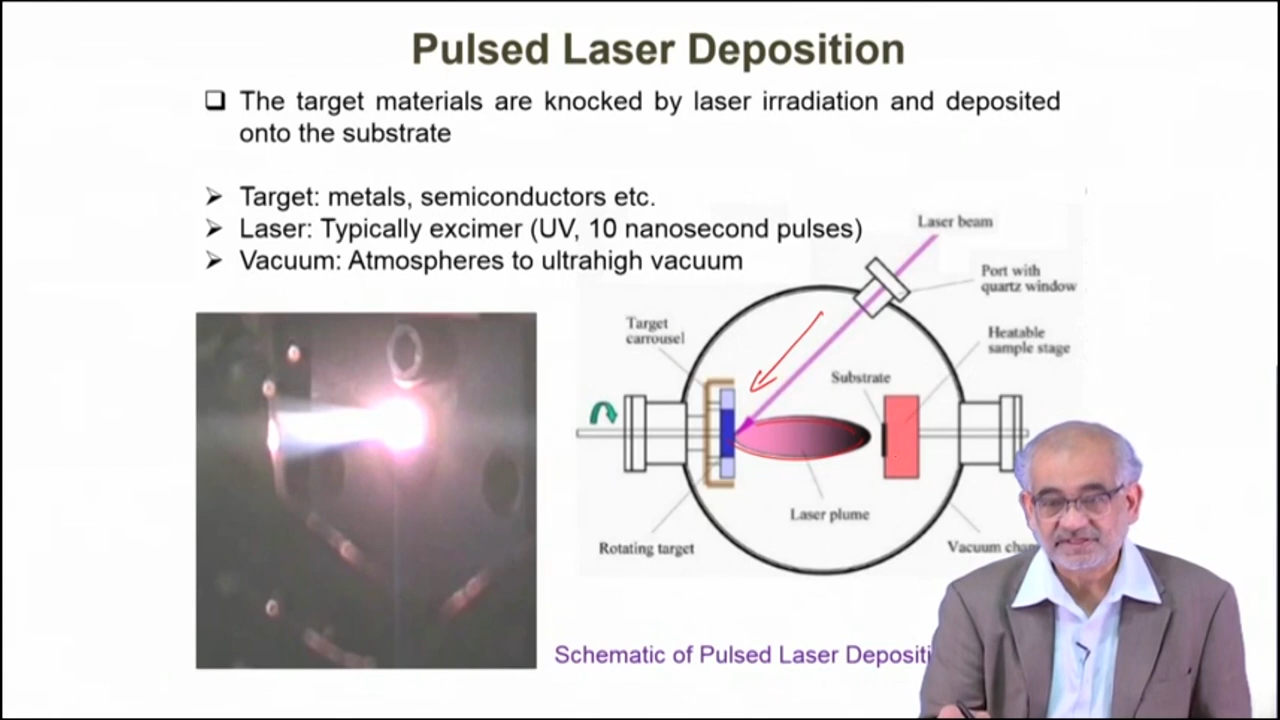 Pulsed Laser Deposition
The target materials are knocked by laser irradiation and deposited
onto the substrate
Target: metals, semiconductors etc.
Laser: Typically excimer (UV, 10 nanosecond pulses)
Vacuum: Atmospheres to ultrahigh vacuum
Laser beam
Port with
quartz window
Target
carrousel
Heatable
sample stage
Substrate
Laser plume
Rotating target
Vacuum
Schematic of Pulsed Laser